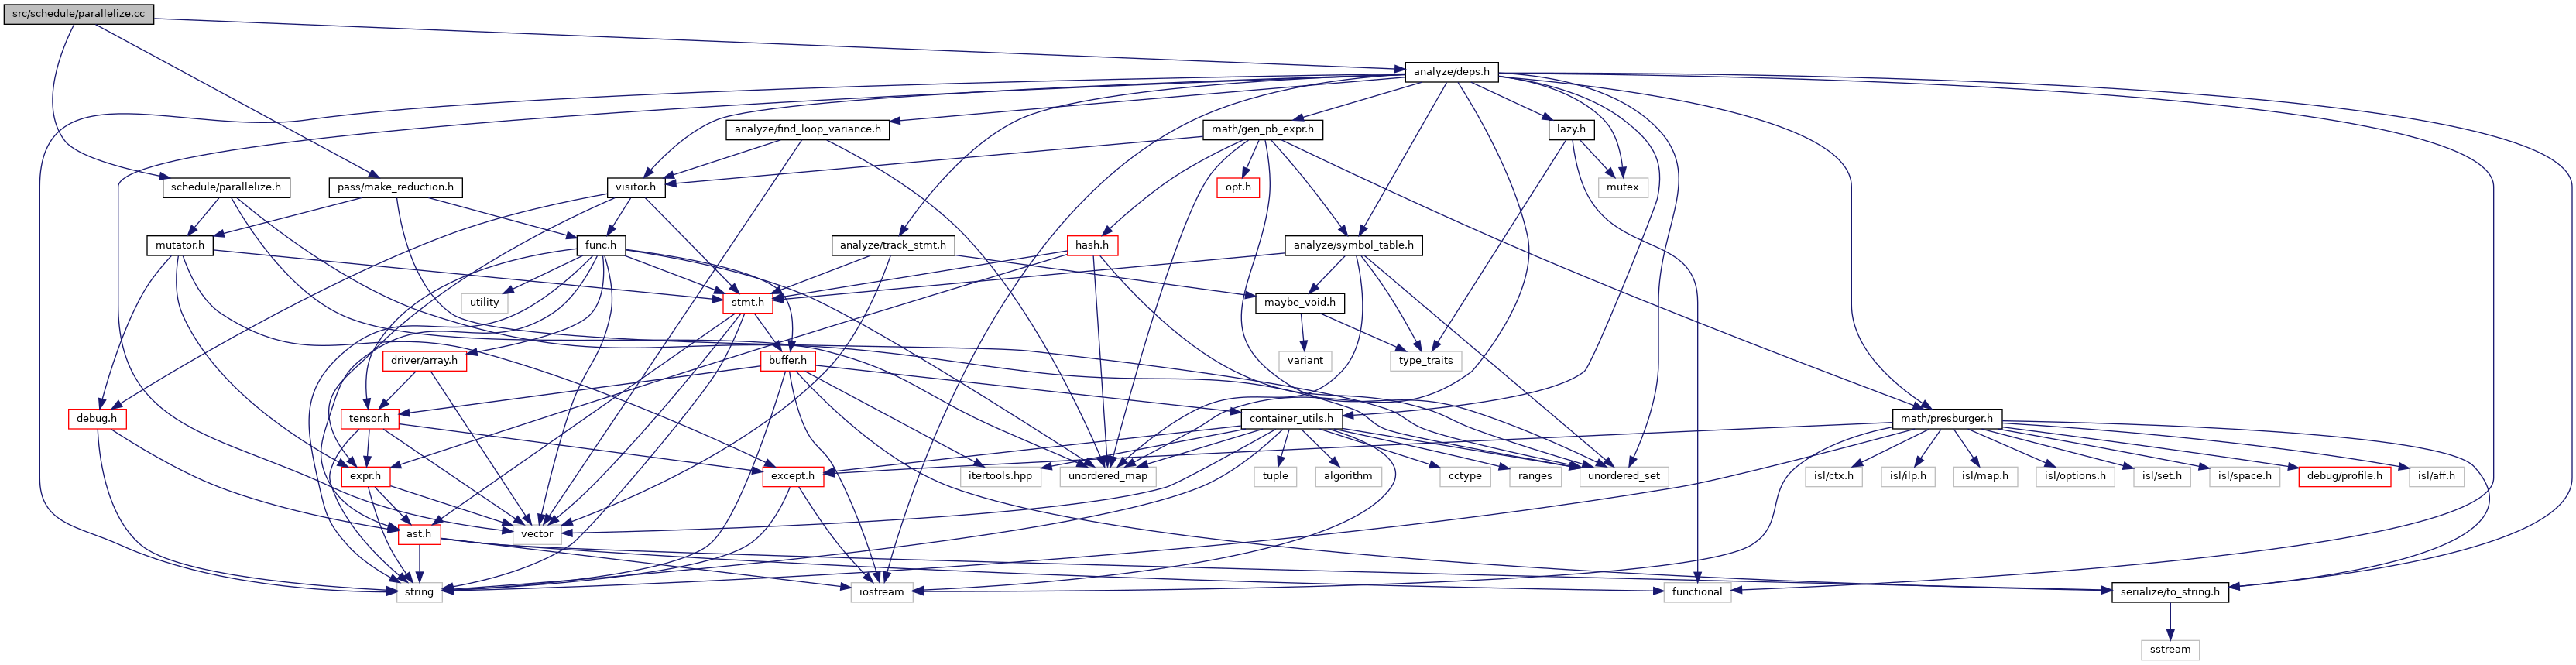 src/schedule/parallelize.cc
analyze/deps.h
analyze/find_loop_variance.h
math/gen_pb_expr.h
lazy.h
schedule/parallelize.h
pass/make_reduction.h
visitor.h
opt.h
mutex
mutator.h
func.h
analyze/track_stmt.h
hash.h
analyze/symbol_table.h
utility
stmt.h
maybe_void.h
driver/array.h
buffer.h
variant
type_traits
debug.h
tensor.h
container_utils.h
math/presburger.h
expr.h
except.h
itertools.hpp
unordered_map
tuple
algorithm
cctype
ranges
unordered_set
isl/ctx.h
isl/ilp.h
isl/map.h
isl/options.h
isl/set.h
isl/space.h
debug/profile.h
isl/aff.h
ast.h
vector
string
iostream
functional
serialize/to_string.h
sstream